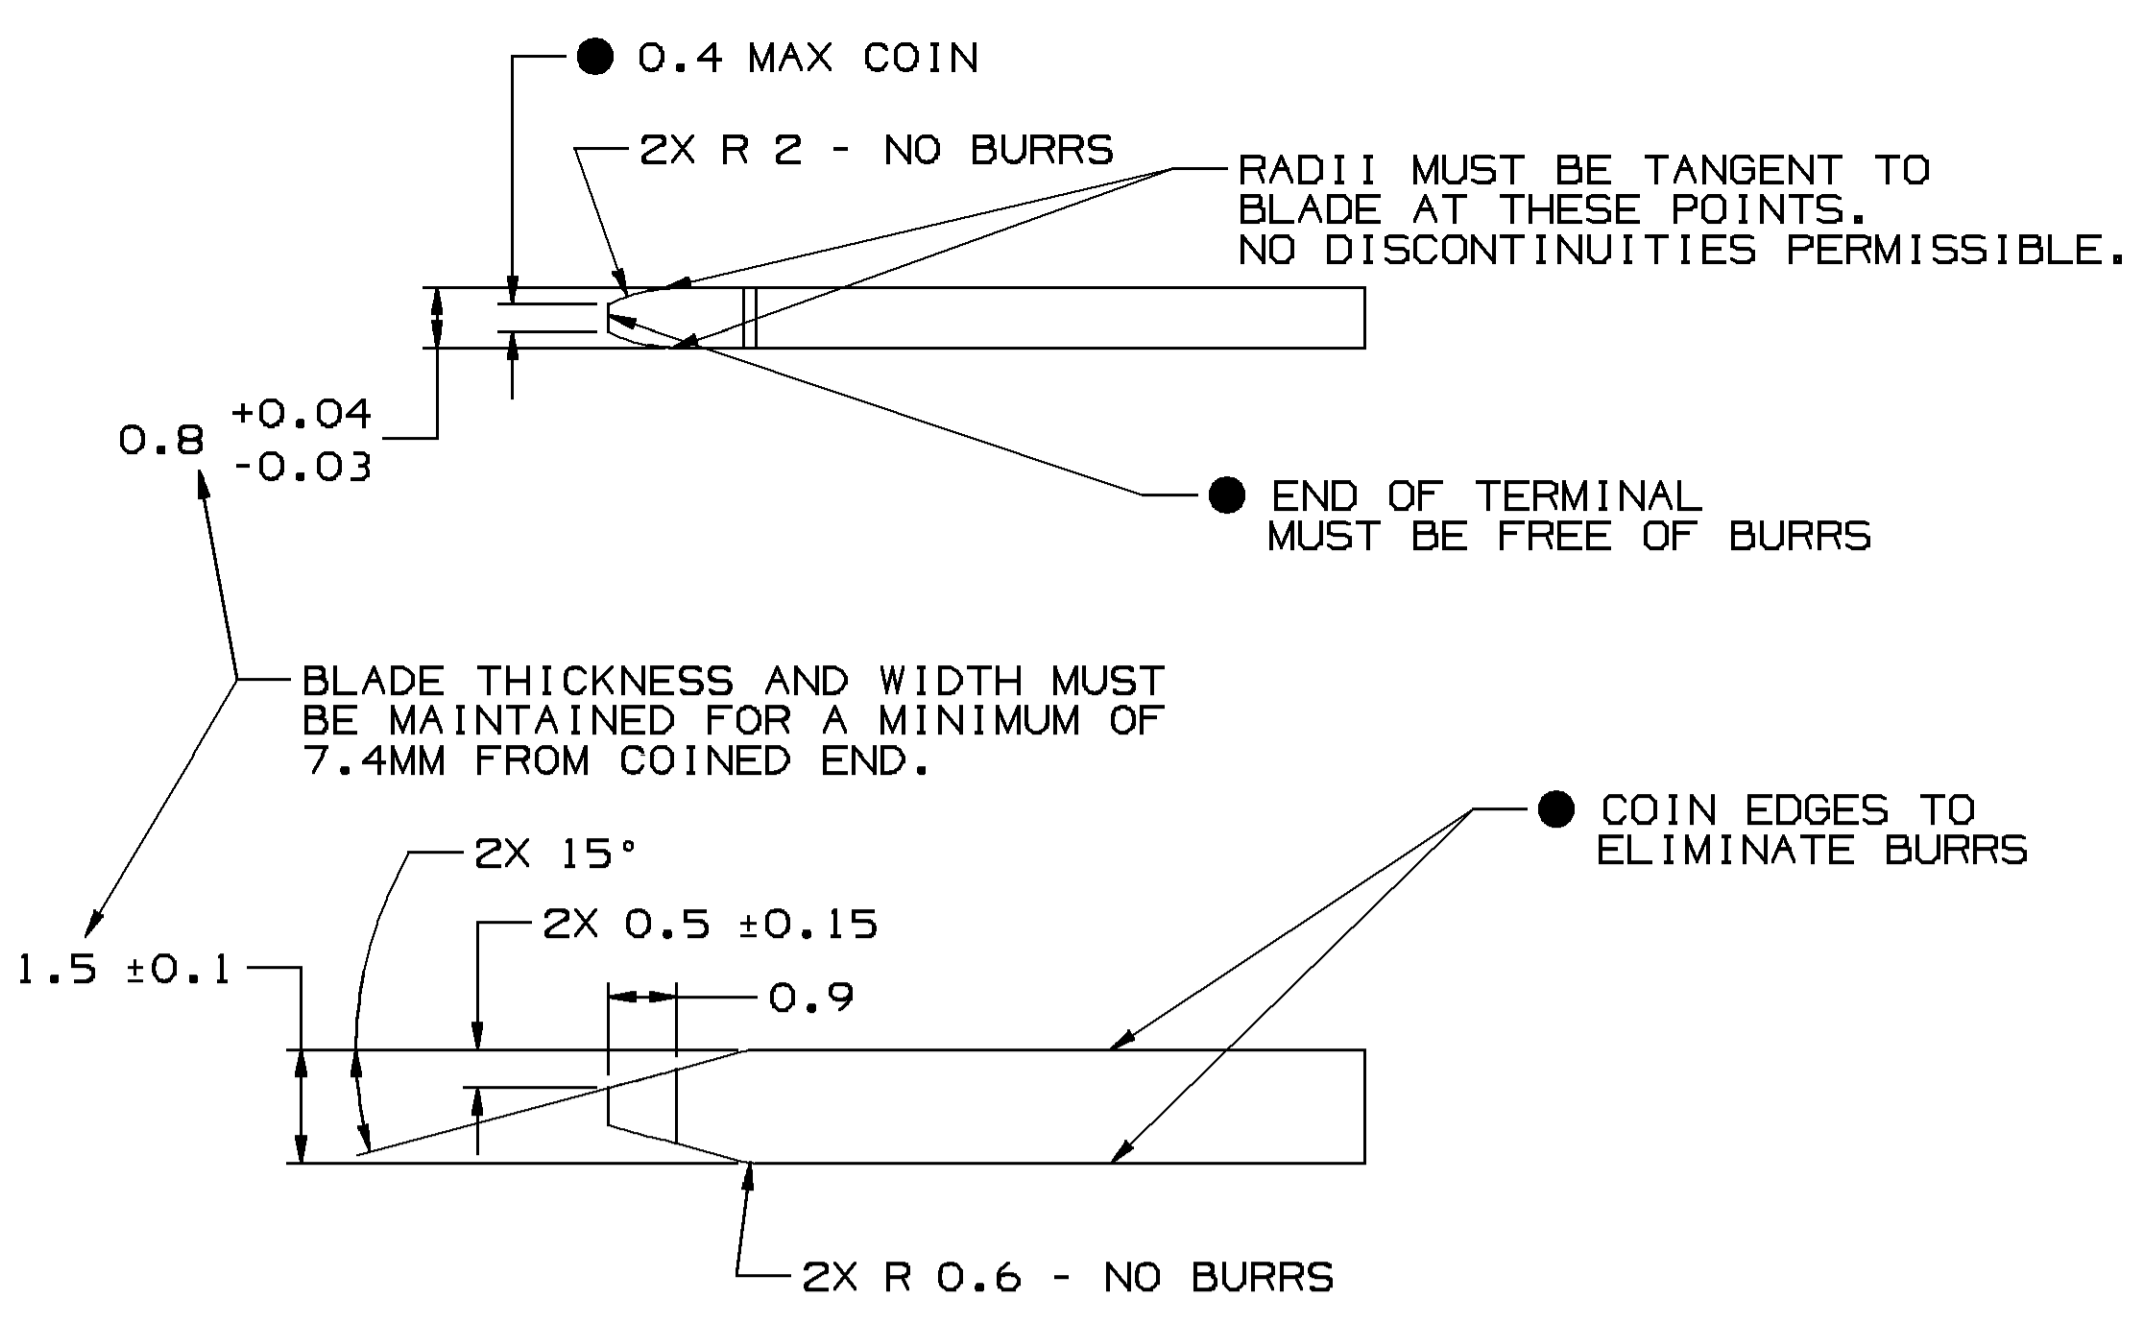 ● 0.4 MAX COIN
2X R 2 - NO BURRS
RADII MUST BE TANGENT TO
BLADE AT THESE POINTS.
NO DISCONTINUITIES PERMISSIBLE.
0.8 +0.04
-0.03
● END OF TERMINAL
MUST BE FREE OF BURRS
BLADE THICKNESS AND WIDTH MUST
BE MAINTAINED FOR A MINIMUM OF
7.4MM FROM COINED END.
● COIN EDGES TO
ELIMINATE BURRS
2X 15°
2X 0.5 ±0.15
1.5 ±0.1
0.9
2X R 0.6 - NO BURRS